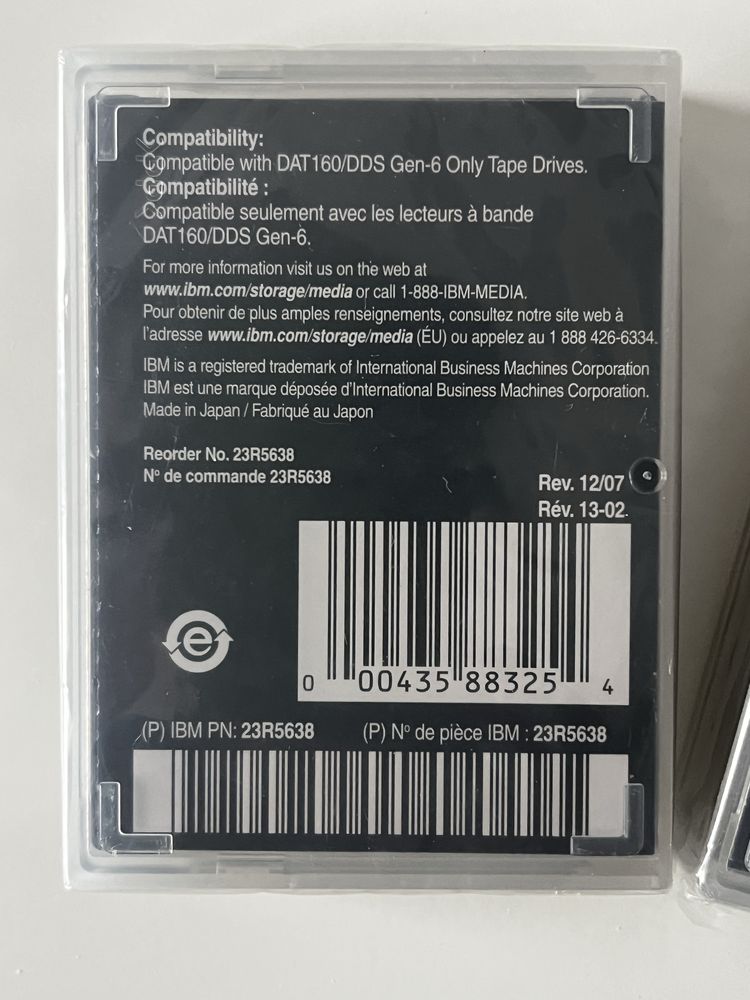 Compatibility:
Compatible with DAT160/DDS Gen-6 Only Tape Drives.
Compatibilité :
Compatible seulement avec les lecteurs à bande
DAT160/DDS Gen-6.
For more information visit us on the web at
www.ibm.com/storage/media or call 1-888-IBM-MEDIA.
Pour obtenir de plus amples renseignements, consultez notre site web à
l'adresse www.ibm.com/storage/media (ÉU) ou appelez au 1 888 426-6334.
IBM is a registered trademark of International Business Machines Corporation
IBM est une marque déposée d'International Business Machines Corporation.
Made in Japan / Fabriqué au Japon
Reorder No. 23R5638
Nº de commande 23R5638
Rev. 12/07
Rév. 13-02
e
0 00435 88325 4
(P) IBM PN: 23R5638 (P) Nº de pièce IBM : 23R5638